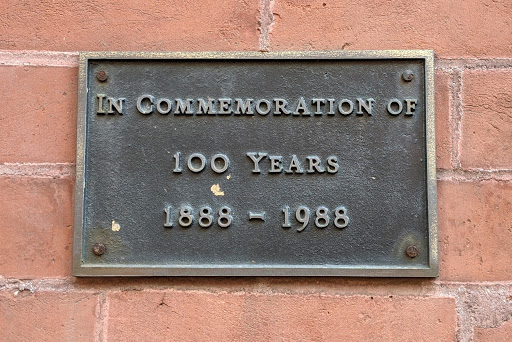 In Commemoration of
100 Years
1888 - 1988